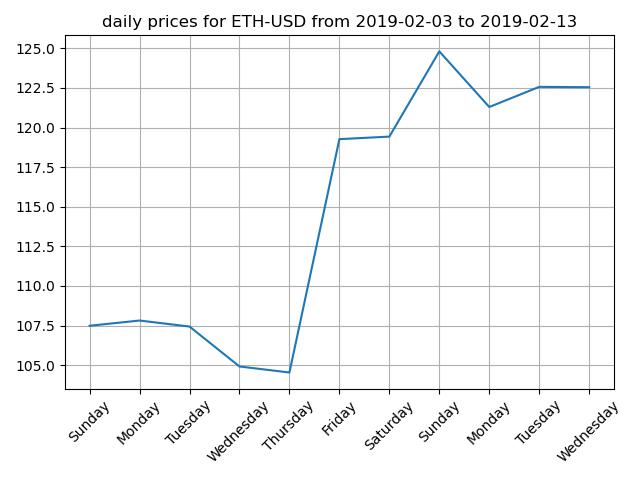 daily prices for ETH-USD from 2019-02-03 to 2019-02-13
125.0
122.5
120.0
117.5
115.0
112.5
110.0
107.5
105.0
Sunday
Monday
Tuesday
Wednesday
Thursday
Friday
Saturday
Sunday
Monday
Tuesday
Wednesday